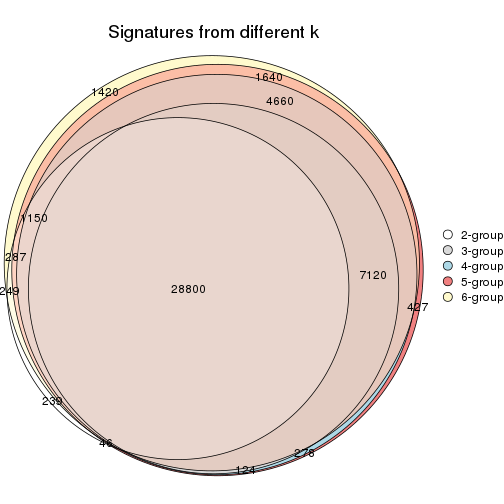 Signatures from different k
1420
1640
4660
1150
287
249
28800
7120
427
239
46
124
278
2-group
3-group
4-group
5-group
6-group